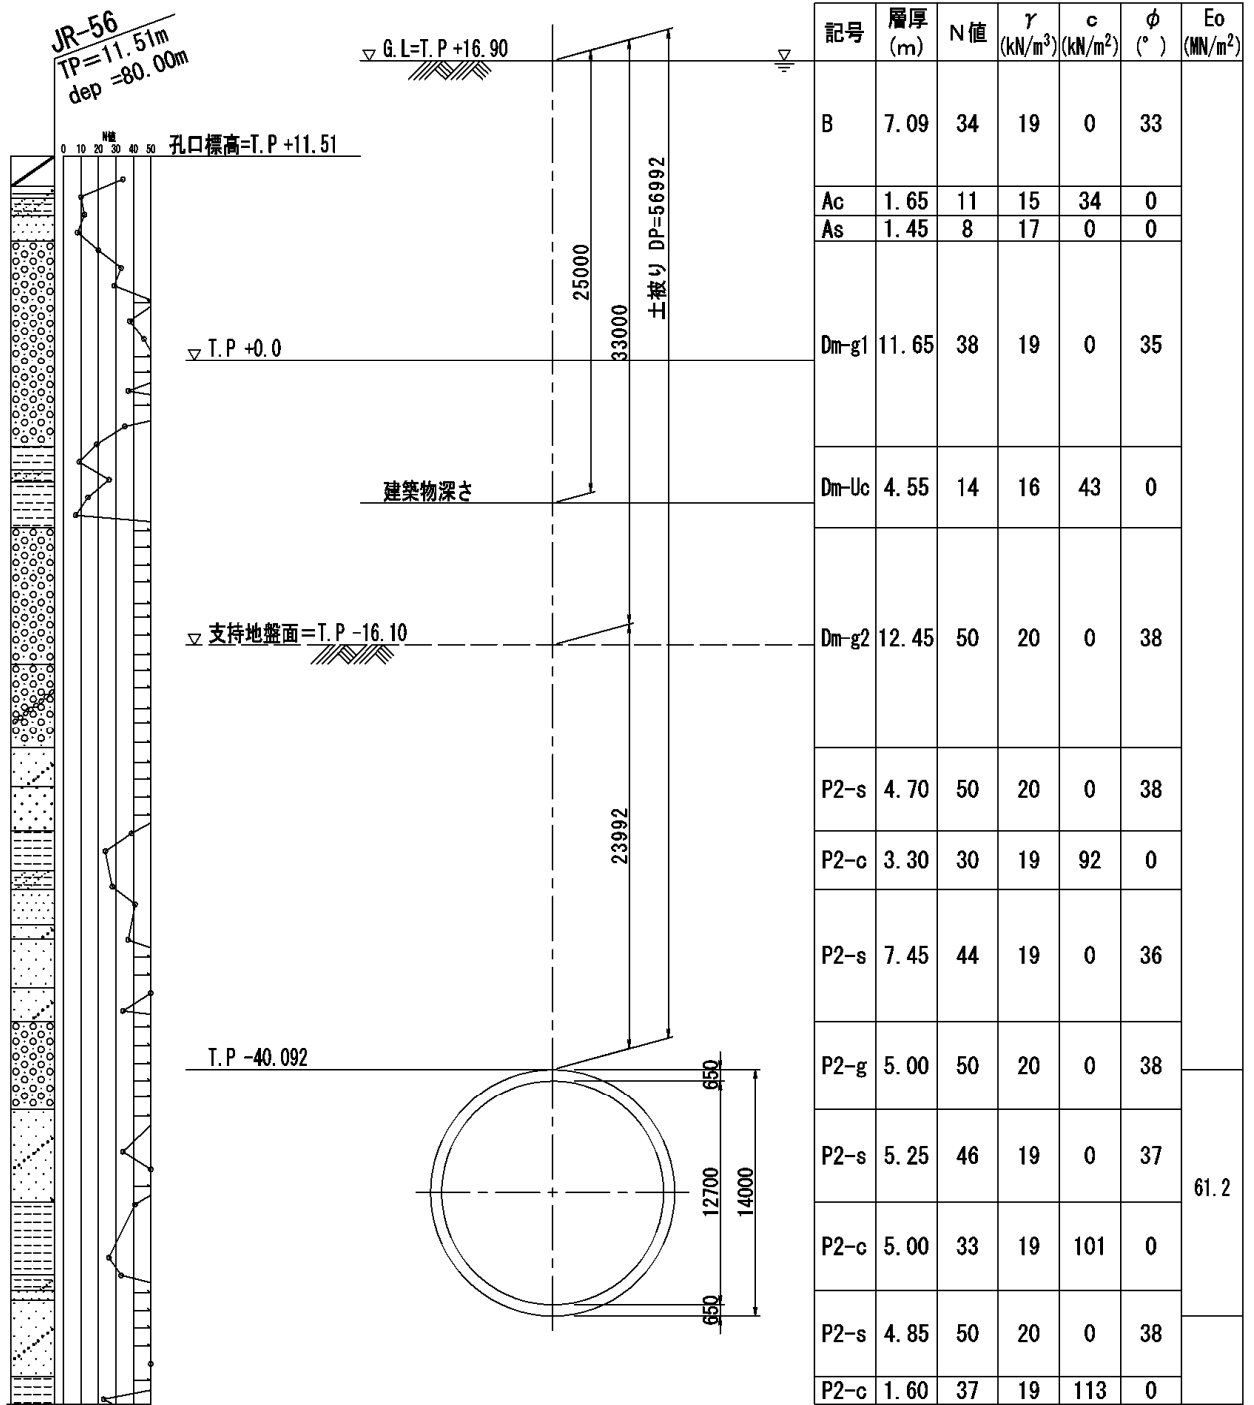 JR-56
TP=11.51m
dep =80.00m
N値
0 10 20 30 40 50
孔口標高=T.P +11.51
G.L=T.P +16.90
T.P +0.0
建築物深さ
支持地盤面=T.P -16.10
T.P -40.092
25000
33000
土被り DP=56992
23992
650
12700
14000
650
記号 層厚(m) N値 γ(kN/m³) c(kN/m²) φ(°) Eo(MN/m²)
B 7.09 34 19 0 33
Ac 1.65 11 15 34 0
As 1.45 8 17 0 0
Dm-g1 11.65 38 19 0 35
Dm-Uc 4.55 14 16 43 0
Dm-g2 12.45 50 20 0 38
P2-s 4.70 50 20 0 38
P2-c 3.30 30 19 92 0
P2-s 7.45 44 19 0 36
P2-g 5.00 50 20 0 38
P2-s 5.25 46 19 0 37
61.2
P2-c 5.00 33 19 101 0
P2-s 4.85 50 20 0 38
P2-c 1.60 37 19 113 0